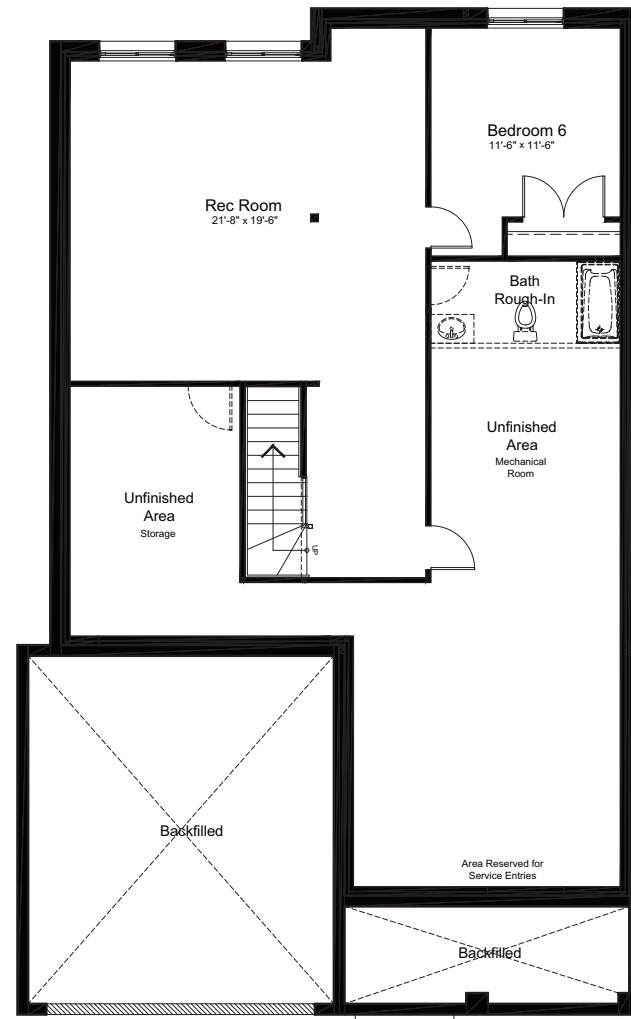 Bedroom 6
11'-6" x 11'-6"
Rec Room
21'-8" x 19'-6"
Bath
Rough-In
Unfinished
Area
Mechanical
Room
Unfinished
Area
Storage
UP
Backfilled
Area Reserved for
Service Entries
Backfilled